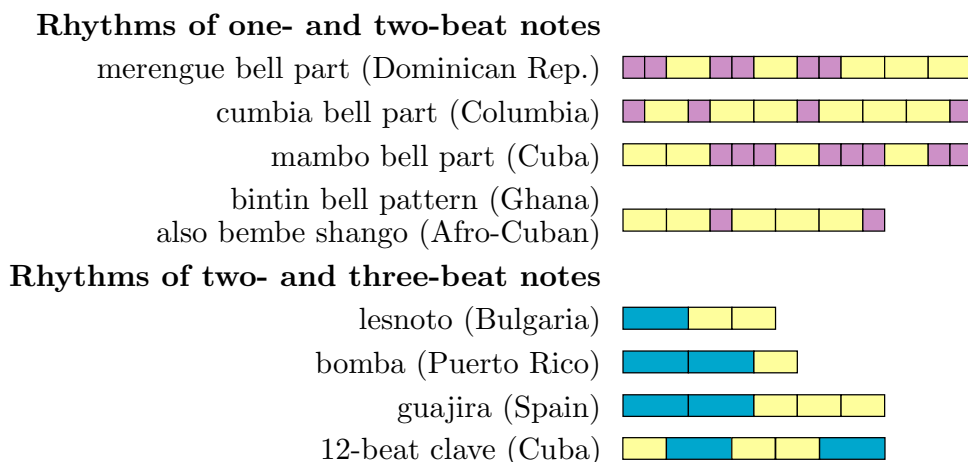 Rhythms of one- and two-beat notes
merengue bell part (Dominican Rep.)
cumbia bell part (Columbia)
mambo bell part (Cuba)
bintin bell pattern (Ghana)
also bembe shango (Afro-Cuban)
Rhythms of two- and three-beat notes
lesnoto (Bulgaria)
bomba (Puerto Rico)
guajira (Spain)
12-beat clave (Cuba)